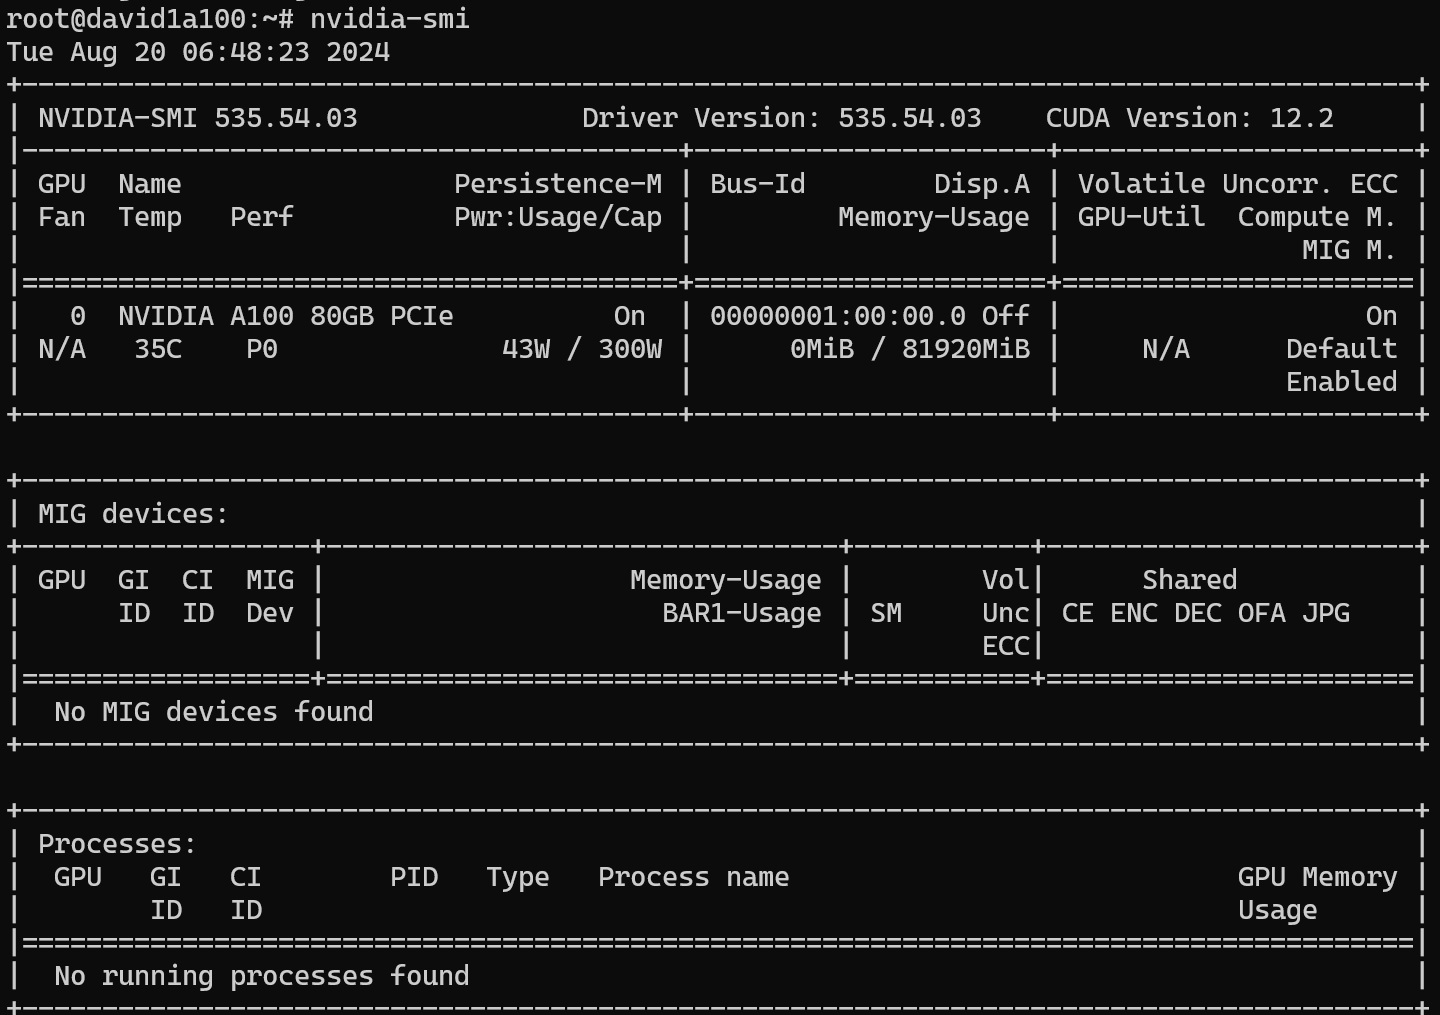 root@david1a100:~# nvidia-smi
Tue Aug 20 06:48:23 2024
+---------------------------------------------------------------------------------------+
| NVIDIA-SMI 535.54.03              Driver Version: 535.54.03    CUDA Version: 12.2     |
|-----------------------------------------+----------------------+----------------------+
| GPU  Name                 Persistence-M | Bus-Id        Disp.A | Volatile Uncorr. ECC |
| Fan  Temp   Perf          Pwr:Usage/Cap |         Memory-Usage | GPU-Util  Compute M. |
|                                         |                      |               MIG M. |
|=========================================+======================+======================|
|   0  NVIDIA A100 80GB PCIe          On  | 00000001:00:00.0 Off |                   On |
| N/A   35C    P0              43W / 300W |      0MiB / 81920MiB |     N/A      Default |
|                                         |                      |              Enabled |
+-----------------------------------------+----------------------+----------------------+

+---------------------------------------------------------------------------------------+
| MIG devices:                                                                          |
+------------------+--------------------------------+-----------+-----------------------+
| GPU  GI  CI  MIG |                   Memory-Usage |        Vol|      Shared           |
|      ID  ID  Dev |                     BAR1-Usage | SM     Unc| CE ENC DEC OFA JPG    |
|                  |                                |        ECC|                       |
|==================+================================+===========+=======================|
|  No MIG devices found                                                                 |
+---------------------------------------------------------------------------------------+

+---------------------------------------------------------------------------------------+
| Processes:                                                                            |
|  GPU   GI   CI        PID   Type   Process name                            GPU Memory |
|        ID   ID                                                             Usage      |
|=======================================================================================|
|  No running processes found                                                           |
+---------------------------------------------------------------------------------------+